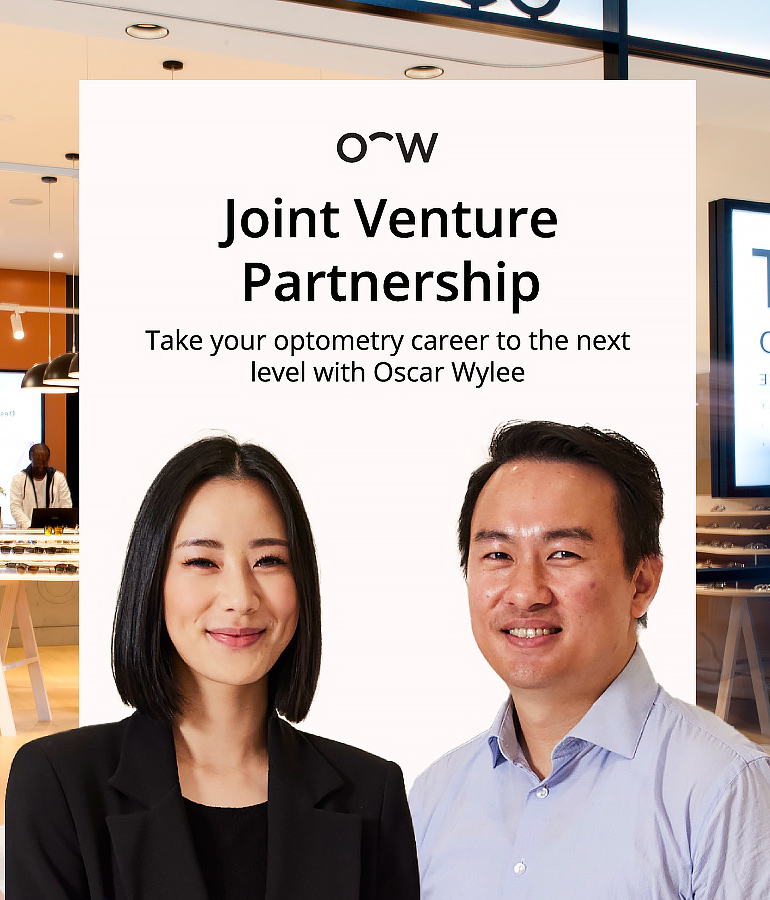 O W
Joint Venture
Partnership
Take your optometry career to the next
level with Oscar Wylee